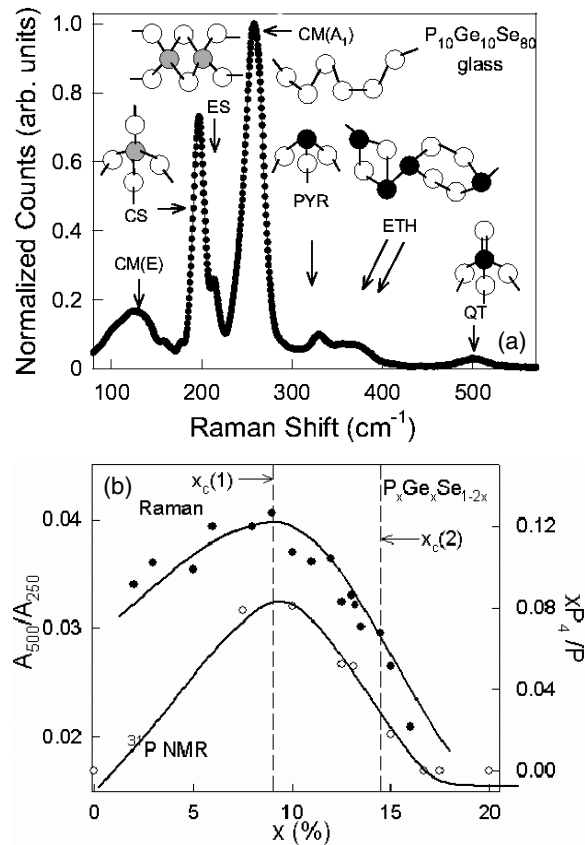 (a)
CM(A₁)
P₁₀Ge₁₀Se₈₀
glass
ES
CS
CM(E)
PYR
ETH
QT
Normalized Counts (arb. units)
1.0
0.8
0.6
0.4
0.2
0
100 200 300 400 500
Raman Shift (cm⁻¹)
(b)
x_c(1)
PₓGeₓSe₁₋₂ₓ
Raman
x_c(2)
³¹P NMR
A₅₀₀/A₂₅₀
0.04
0.03
0.02
xP₄/P
0.12
0.08
0.04
0.00
0 5 10 15 20
x (%)